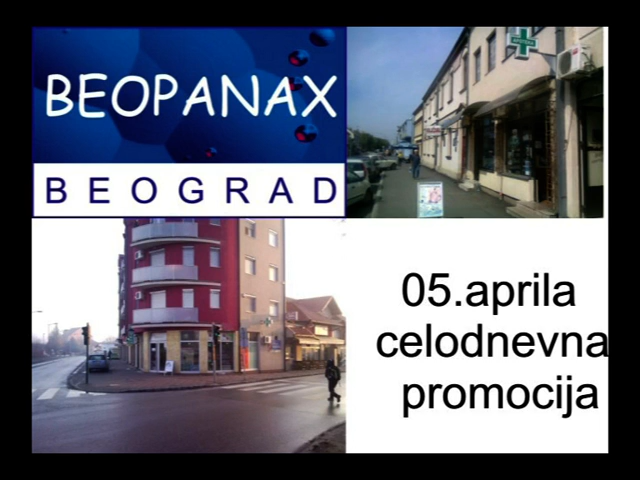 BEOPANAX
BEOGRAD
05.aprila
celodnevna
promocija